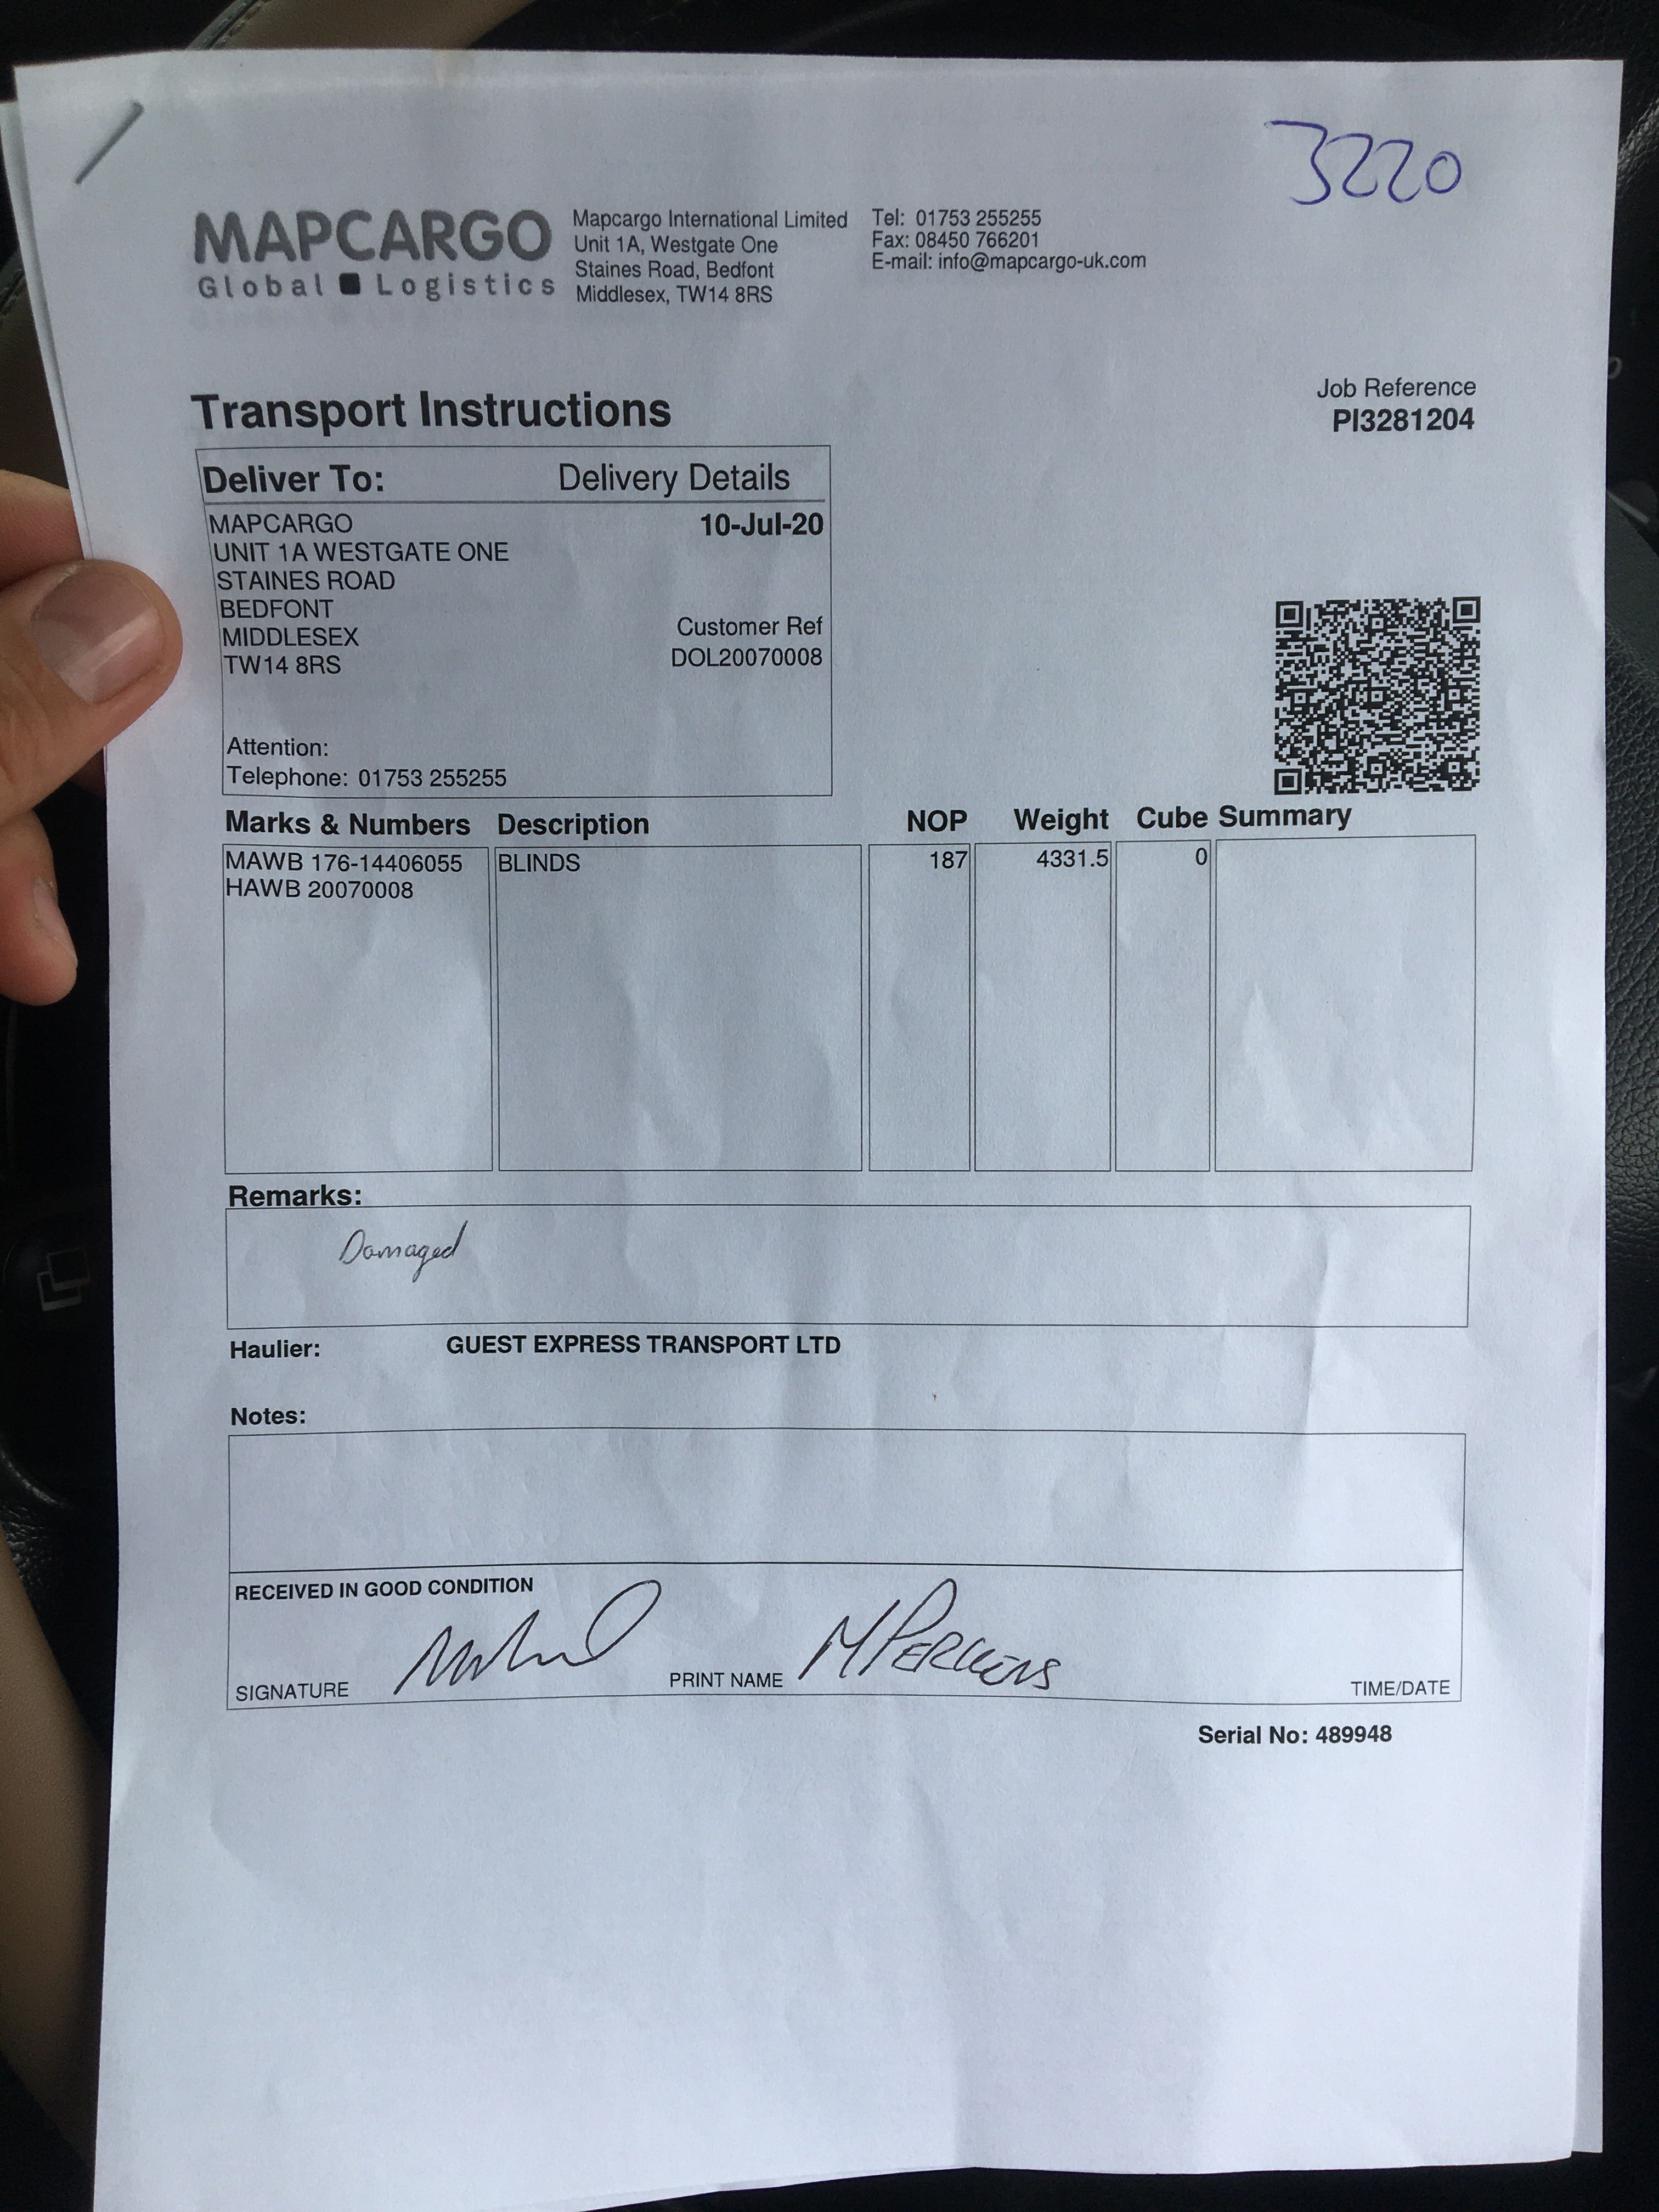 3220
MAPCARGO
Global Logistics
Mapcargo International Limited
Unit 1A, Westgate One
Staines Road, Bedfont
Middlesex, TW14 8RS
Tel: 01753 255255
Fax: 08450 766201
E-mail: info@mapcargo-uk.com
Transport Instructions
Job Reference
PI3281204
Deliver To: Delivery Details
MAPCARGO 10-Jul-20
UNIT 1A WESTGATE ONE
STAINES ROAD
BEDFONT
MIDDLESEX Customer Ref
TW14 8RS DOL20070008
Attention:
Telephone: 01753 255255
Marks & Numbers Description NOP Weight Cube Summary
MAWB 176-14406055 BLINDS 187 4331.5 0
HAWB 20070008
Remarks:
Damaged
Haulier: GUEST EXPRESS TRANSPORT LTD
Notes:
RECEIVED IN GOOD CONDITION
SIGNATURE PRINT NAME M PERKINS TIME/DATE
Serial No: 489948